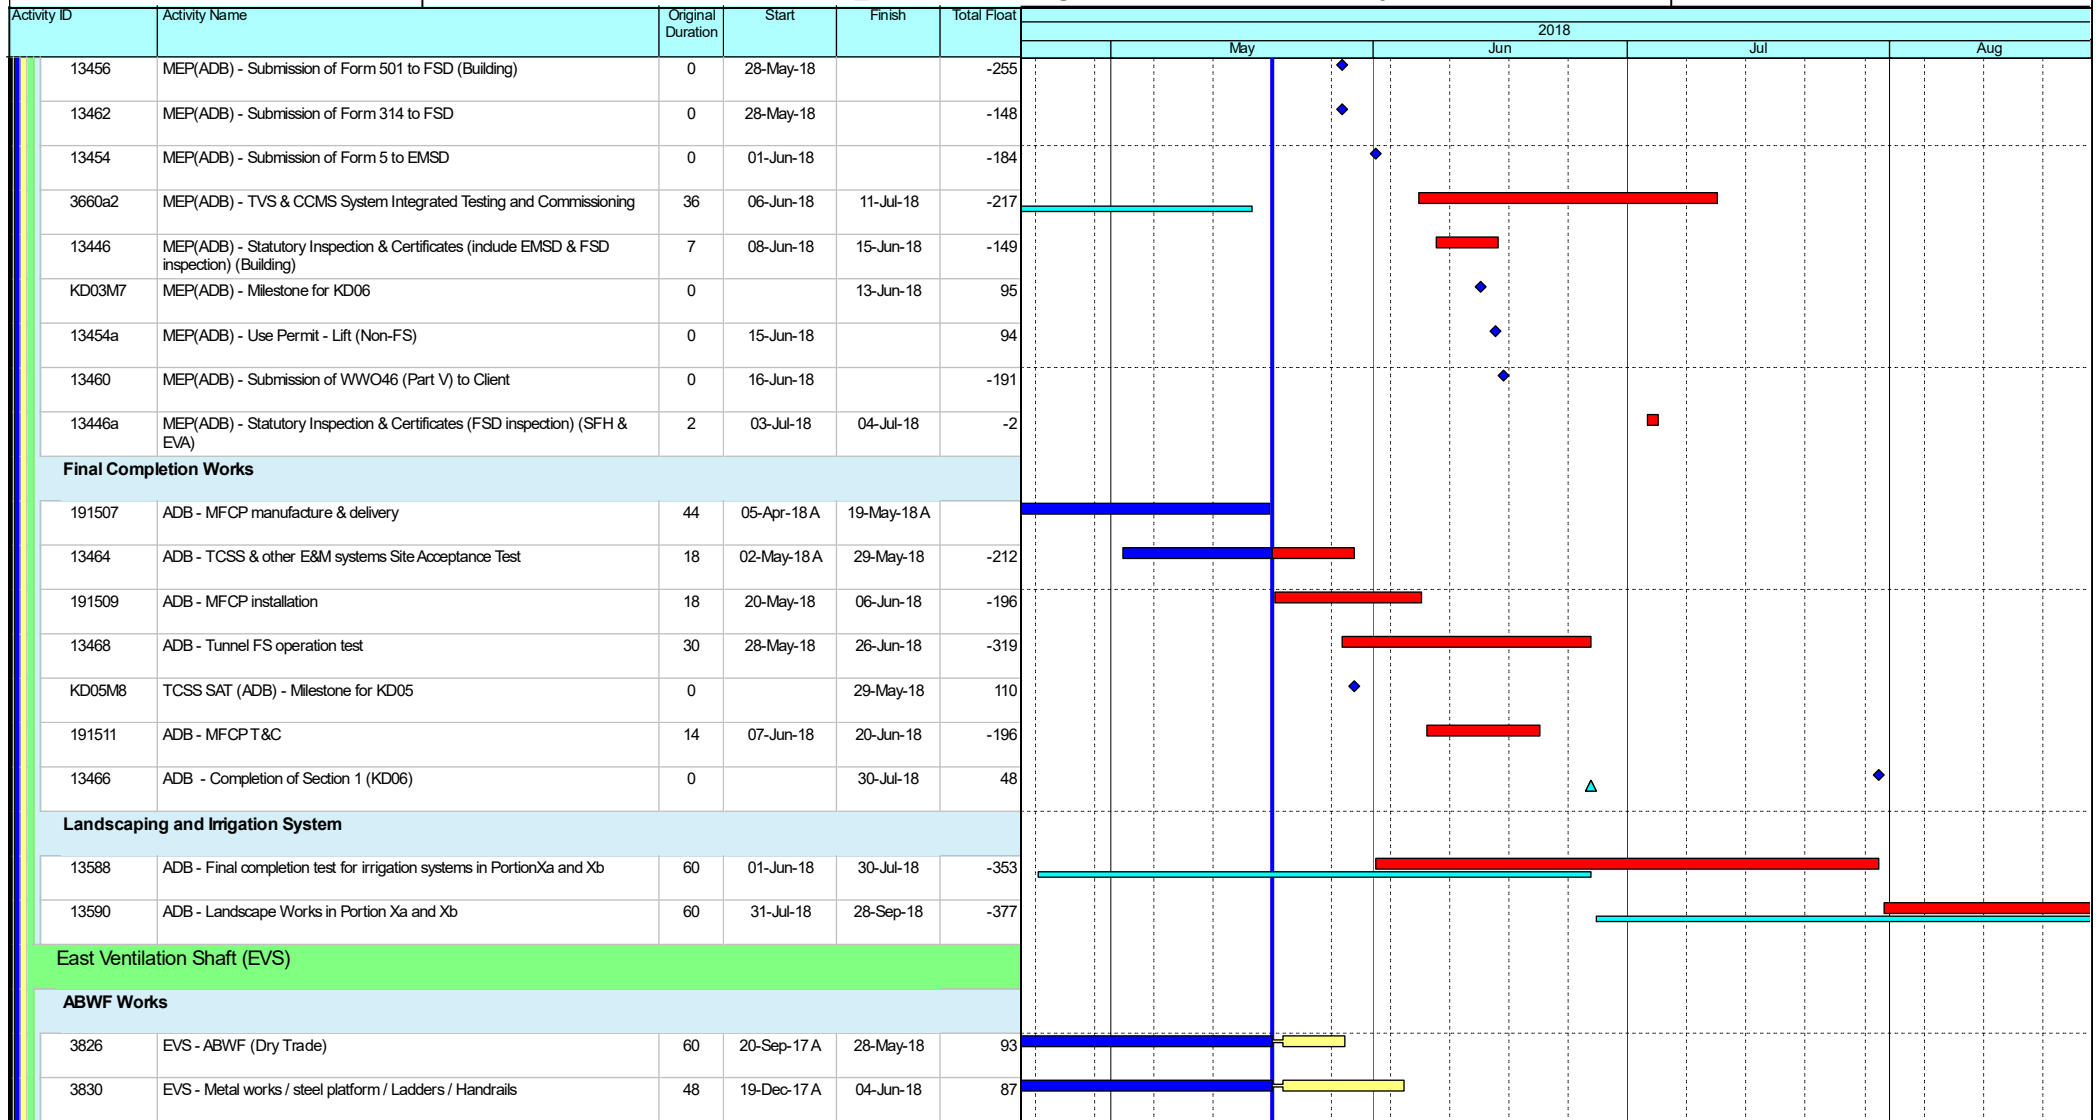 Activity ID Activity Name Original Duration Start Finish Total Float
2018
May Jun Jul Aug
13456 MEP(ADB) - Submission of Form 501 to FSD (Building) 0 28-May-18 -255
13462 MEP(ADB) - Submission of Form 314 to FSD 0 28-May-18 -148
13454 MEP(ADB) - Submission of Form 5 to EMSD 0 01-Jun-18 -184
3660a2 MEP(ADB) - TVS & CCMS System Integrated Testing and Commissioning 36 06-Jun-18 11-Jul-18 -217
13446 MEP(ADB) - Statutory Inspection & Certificates (include EMSD & FSD 7 08-Jun-18 15-Jun-18 -149
inspection) (Building)
KD03M7 MEP(ADB) - Milestone for KD06 0 13-Jun-18 95
13454a MEP(ADB) - Use Permit - Lift (Non-FS) 0 15-Jun-18 94
13460 MEP(ADB) - Submission of WWO46 (Part V) to Client 0 16-Jun-18 -191
13446a MEP(ADB) - Statutory Inspection & Certificates (FSD inspection) (SFH & 2 03-Jul-18 04-Jul-18 -2
EVA)
Final Completion Works
191507 ADB - MFCP manufacture & delivery 44 05-Apr-18 A 19-May-18 A
13464 ADB - TCSS & other E&M systems Site Acceptance Test 18 02-May-18 A 29-May-18 -212
191509 ADB - MFCP installation 18 20-May-18 06-Jun-18 -196
13468 ADB - Tunnel FS operation test 30 28-May-18 26-Jun-18 -319
KD05M8 TCSS SAT (ADB) - Milestone for KD05 0 29-May-18 110
191511 ADB - MFCP T&C 14 07-Jun-18 20-Jun-18 -196
13466 ADB - Completion of Section 1 (KD06) 0 30-Jul-18 48
Landscaping and Irrigation System
13588 ADB - Final completion test for irrigation systems in PortionXa and Xb 60 01-Jun-18 30-Jul-18 -353
13590 ADB - Landscape Works in Portion Xa and Xb 60 31-Jul-18 28-Sep-18 -377
East Ventilation Shaft (EVS)
ABWF Works
3826 EVS - ABWF (Dry Trade) 60 20-Sep-17 A 28-May-18 93
3830 EVS - Metal works / steel platform / Ladders / Handrails 48 19-Dec-17 A 04-Jun-18 87